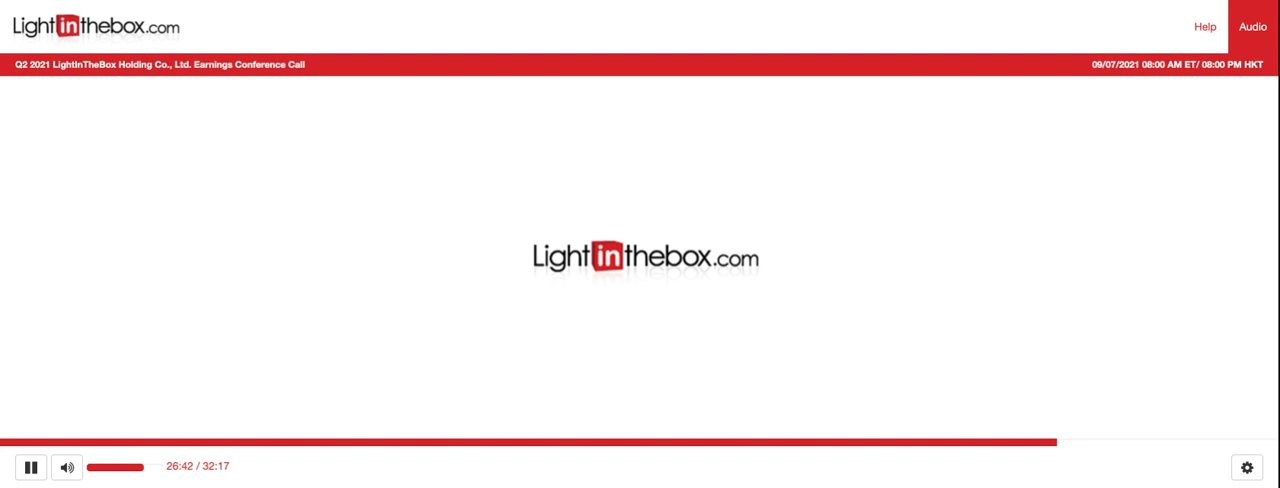 Lightinthebox.com
Help
Audio
Q2 2021 LightInTheBox Holding Co., Ltd. Earnings Conference Call
09/07/2021 08:00 AM ET/ 08:00 PM HKT
Lightinthebox.com
26:42 / 32:17